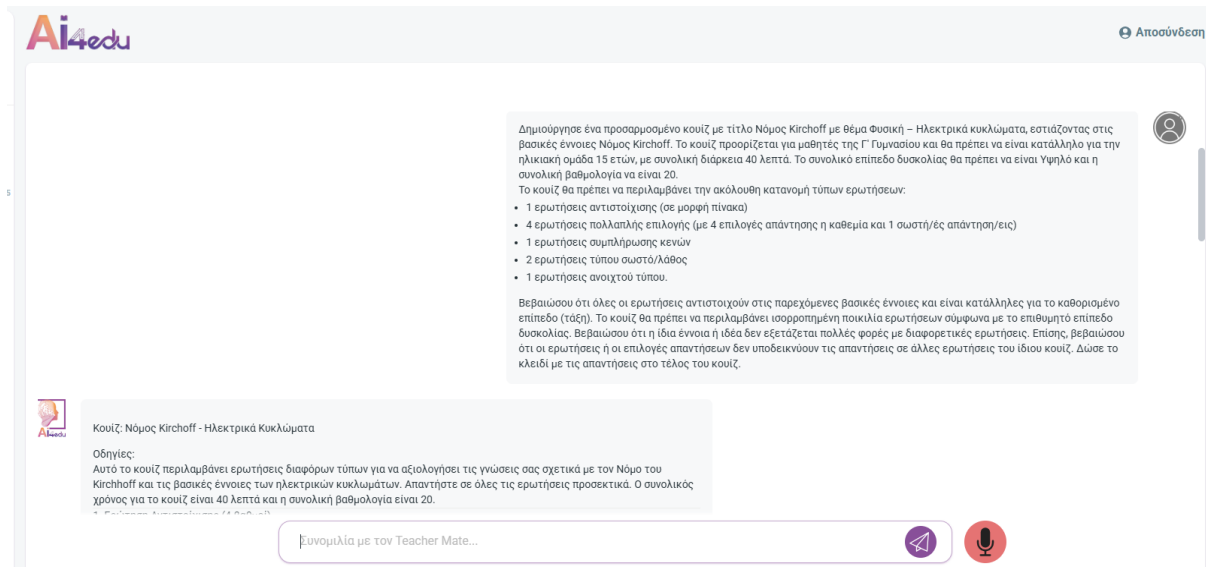 Ai4edu
Αποσύνδεση
Δημιούργησε ένα προσαρμοσμένο κουίζ με τίτλο Νόμος Kirchoff με θέμα Φυσική – Ηλεκτρικά κυκλώματα, εστιάζοντας στις
βασικές έννοιες Νόμος Kirchoff. Το κουίζ προορίζεται για μαθητές της Γ' Γυμνασίου και θα πρέπει να είναι κατάλληλο για την
ηλικιακή ομάδα 15 ετών, με συνολική διάρκεια 40 λεπτά. Το συνολικό επίπεδο δυσκολίας θα πρέπει να είναι Υψηλό και η
συνολική βαθμολογία να είναι 20.
Το κουίζ θα πρέπει να περιλαμβάνει την ακόλουθη κατανομή τύπων ερωτήσεων:
• 1 ερωτήσεις αντιστοίχισης (σε μορφή πίνακα)
• 4 ερωτήσεις πολλαπλής επιλογής (με 4 επιλογές απάντησης η καθεμία και 1 σωστή/ές απάντηση/εις)
• 1 ερωτήσεις συμπλήρωσης κενών
• 2 ερωτήσεις τύπου σωστό/λάθος
• 1 ερωτήσεις ανοιχτού τύπου.
Βεβαιώσου ότι όλες οι ερωτήσεις αντιστοιχούν στις παρεχόμενες βασικές έννοιες και είναι κατάλληλες για το καθορισμένο
επίπεδο (τάξη). Το κουίζ θα πρέπει να περιλαμβάνει ισορροπημένη ποικιλία ερωτήσεων σύμφωνα με το επιθυμητό επίπεδο
δυσκολίας. Βεβαιώσου ότι η ίδια έννοια ή ιδέα δεν εξετάζεται πολλές φορές με διαφορετικές ερωτήσεις. Επίσης, βεβαιώσου
ότι οι ερωτήσεις ή οι επιλογές απαντήσεων δεν υποδεικνύουν τις απαντήσεις σε άλλες ερωτήσεις του ίδιου κουίζ. Δώσε το
κλειδί με τις απαντήσεις στο τέλος του κουίζ.
Ai4edu
Κουίζ: Νόμος Kirchoff - Ηλεκτρικά Κυκλώματα
Οδηγίες:
Αυτό το κουίζ περιλαμβάνει ερωτήσεις διαφόρων τύπων για να αξιολογήσει τις γνώσεις σας σχετικά με τον Νόμο του
Kirchhoff και τις βασικές έννοιες των ηλεκτρικών κυκλωμάτων. Απαντήστε σε όλες τις ερωτήσεις προσεκτικά. Ο συνολικός
χρόνος για το κουίζ είναι 40 λεπτά και η συνολική βαθμολογία είναι 20.
Συνομιλία με τον Teacher Mate...